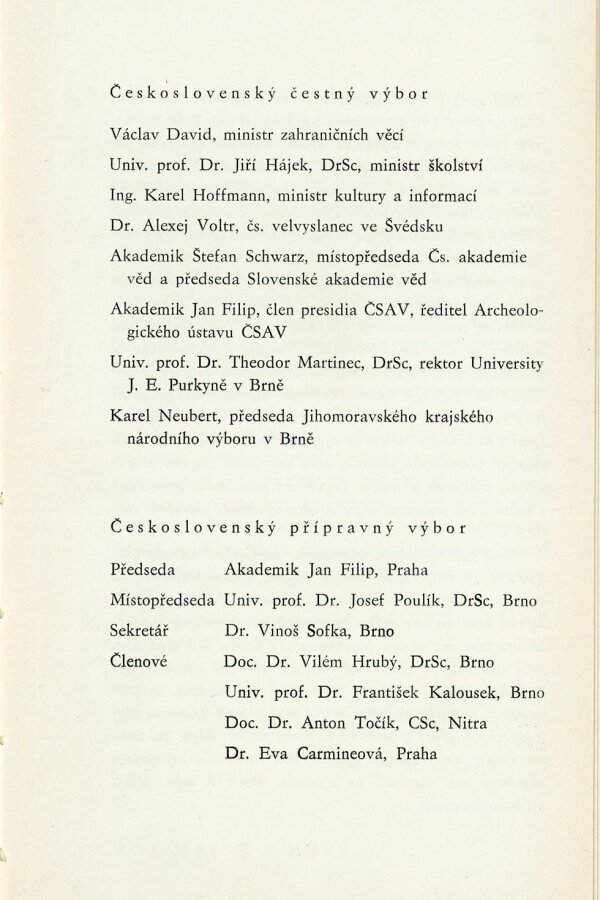 Československý čestný výbor
Václav David, ministr zahraničních věcí
Univ. prof. Dr. Jiří Hájek, DrSc, ministr školství
Ing. Karel Hoffmann, ministr kultury a informací
Dr. Alexej Voltr, čs. velvyslanec ve Švédsku
Akademik Štefan Schwarz, místopředseda Čs. akademie
věd a předseda Slovenské akademie věd
Akademik Jan Filip, člen presidia ČSAV, ředitel Archeolo-
gického ústavu ČSAV
Univ. prof. Dr. Theodor Martinec, DrSc, rektor University
J. E. Purkyně v Brně
Karel Neubert, předseda Jihomoravského krajského
národního výboru v Brně
Československý přípravný výbor
Předseda Akademik Jan Filip, Praha
Místopředseda Univ. prof. Dr. Josef Poulík, DrSc, Brno
Sekretář Dr. Vinoš Sofka, Brno
Členové Doc. Dr. Vilém Hrubý, DrSc, Brno
Univ. prof. Dr. František Kalousek, Brno
Doc. Dr. Anton Točík, CSc, Nitra
Dr. Eva Carmineová, Praha